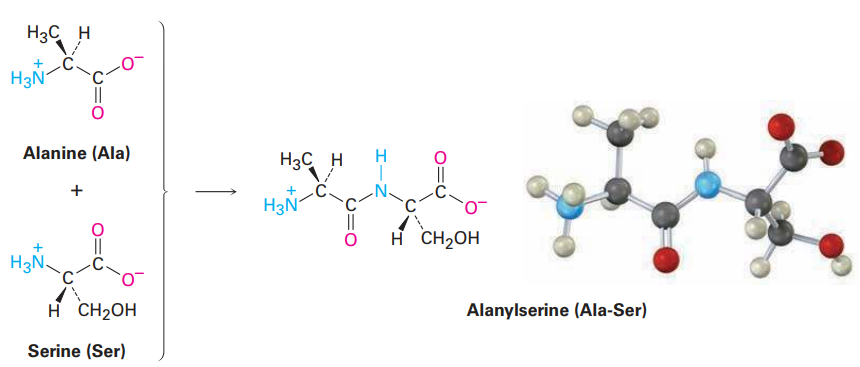 H₃C H
C
O⁻
H₃N⁺
C
O
Alanine (Ala)
+
O
H₃N⁺
C
C
O⁻
H CH₂OH
Serine (Ser)
H₃C H H O
C N C
H₃N⁺ C C O⁻
O H CH₂OH
Alanylserine (Ala-Ser)